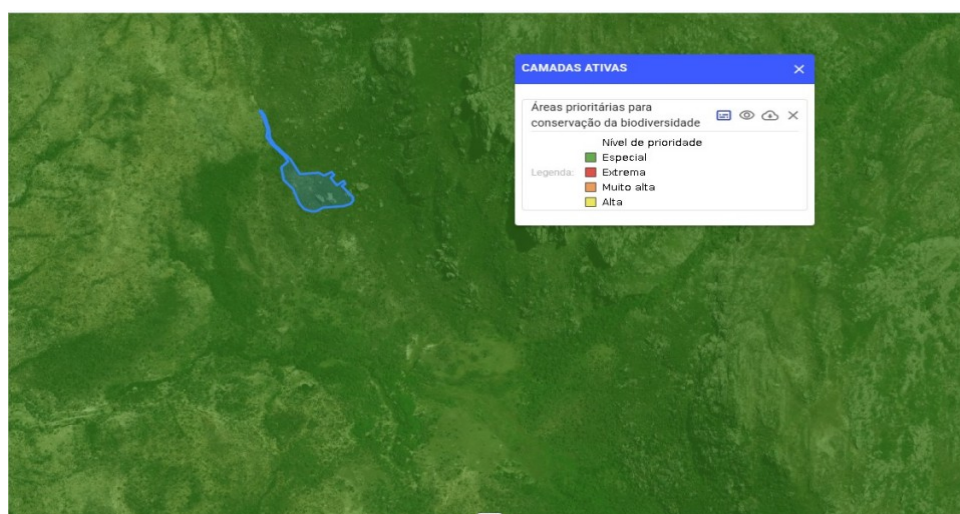 CAMADAS ATIVAS
Áreas prioritárias para
conservação da biodiversidade
Nível de prioridade
Legenda:
Especial
Extrema
Muito alta
Alta